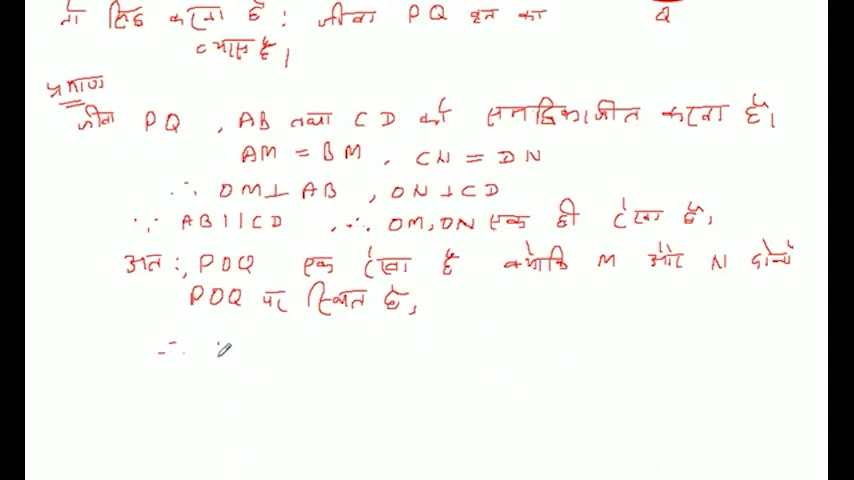 तो सिद्ध करना है : जीवा PQ वृत्त का
Q
व्यास है।
प्रमाण
जीवा PQ , AB तथा CD को समद्विभाजीत करता है।
AM = BM , CN = DN
∴ OM ⊥ AB , ON ⊥ CD
∵ AB || CD , ∴ OM, ON एक ही रेखा है,
अतः, POQ एक रेखा है क्योंकि M और N दोनों
POQ पर स्थित है,
∴